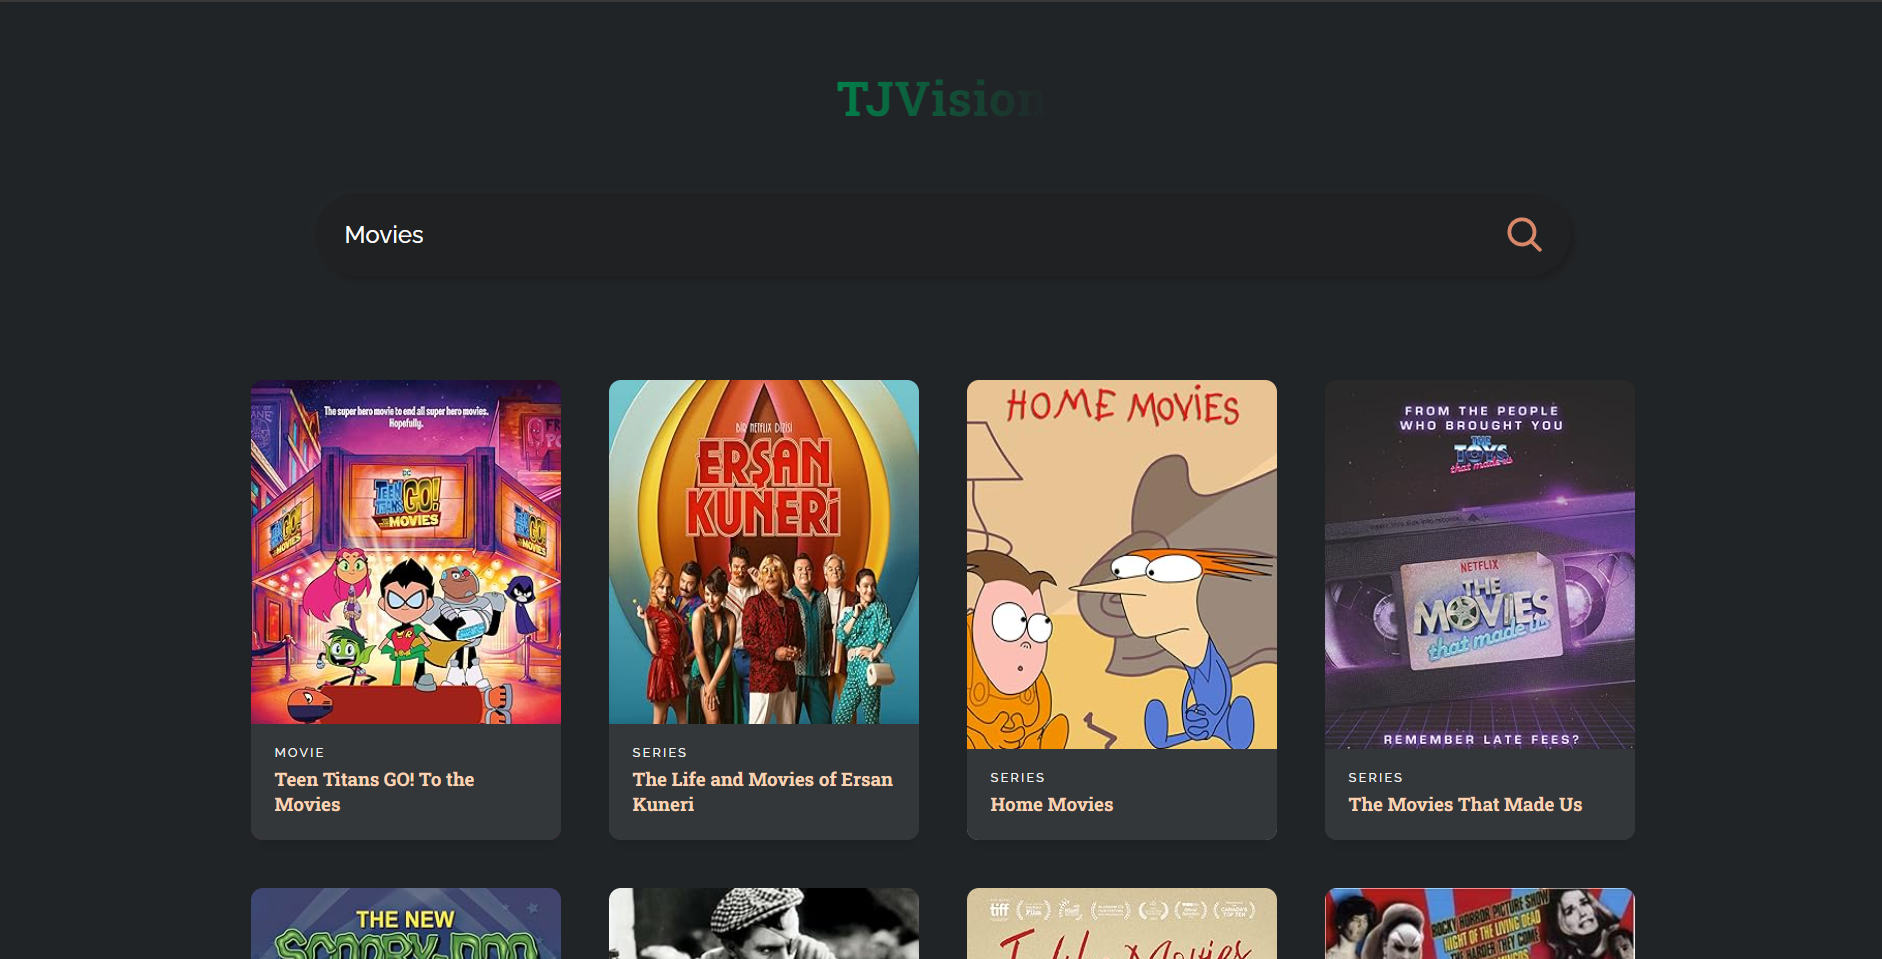 TJVision
Movies
The super hero movie to end all super hero movies.
Hopefully.
DC
TEEN TITANS GO!
TO THE MOVIES
MOVIE
Teen Titans GO! To the
Movies
BİR NETFLIX DİZİSİ
ERŞAN
KUNERİ
SERIES
The Life and Movies of Ersan
Kuneri
HOME MOVIES
SERIES
Home Movies
FROM THE PEOPLE
WHO BROUGHT YOU
THE
TOYS
that made us
NETFLIX
THE
MOVIES
that made us
REMEMBER LATE FEES?
SERIES
The Movies That Made Us
THE NEW
SCOOBY-DOO
tiff
I Like Movies
ROCKY HORROR PICTURE SHOW
NIGHT OF THE LIVING DEAD
THE HARDER THEY COME